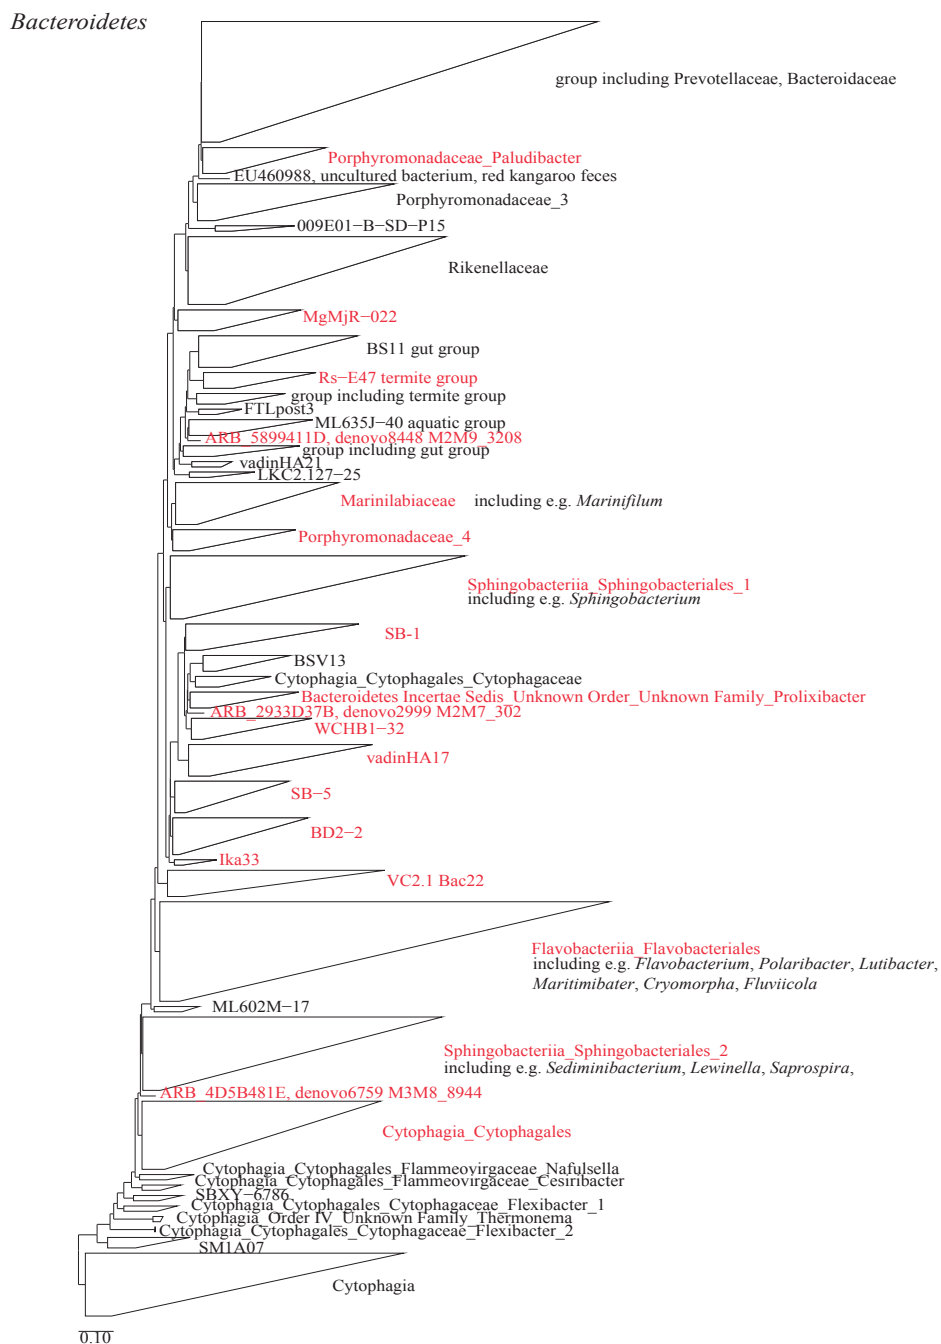 Bacteroidetes
group including Prevotellaceae, Bacteroidaceae
Porphyromonadaceae_Paludibacter
EU460988, uncultured bacterium, red kangaroo feces
Porphyromonadaceae_3
009E01−B−SD−P15
Rikenellaceae
MgMjR−022
BS11 gut group
Rs−E47 termite group
group including termite group
FTLpost3
ML635J−40 aquatic group
ARB_5899411D, denovo8448 M2M9_3208
group including gut group
vadinHA21
LKC2.127−25
Marinilabiaceae including e.g. Marinifilum
Porphyromonadaceae_4
Sphingobacteriia_Sphingobacteriales_1
including e.g. Sphingobacterium
SB-1
BSV13
Cytophagia_Cytophagales_Cytophagaceae
Bacteroidetes Incertae Sedis_Unknown Order_Unknown Family_Prolixibacter
ARB_2933D37B, denovo2999 M2M7_302
WCHB1−32
vadinHA17
SB−5
BD2−2
Ika33
VC2.1 Bac22
Flavobacteriia_Flavobacteriales
including e.g. Flavobacterium, Polaribacter, Lutibacter,
Maritimibater, Cryomorpha, Fluviicola
ML602M−17
Sphingobacteriia_Sphingobacteriales_2
including e.g. Sediminibacterium, Lewinella, Saprospira,
ARB_4D5B481E, denovo6759 M3M8_8944
Cytophagia_Cytophagales
Cytophagia_Cytophagales_Flammeovirgaceae_Nafulsella
Cytophagia_Cytophagales_Flammeovirgaceae_Cesiribacter
SBXY−6786
Cytophagia_Cytophagales_Cytophagaceae_Flexibacter_1
Cytophagia_Order IV_Unknown Family_Thermonema
Cytophagia_Cytophagales_Cytophagaceae_Flexibacter_2
SM1A07
Cytophagia
0.10